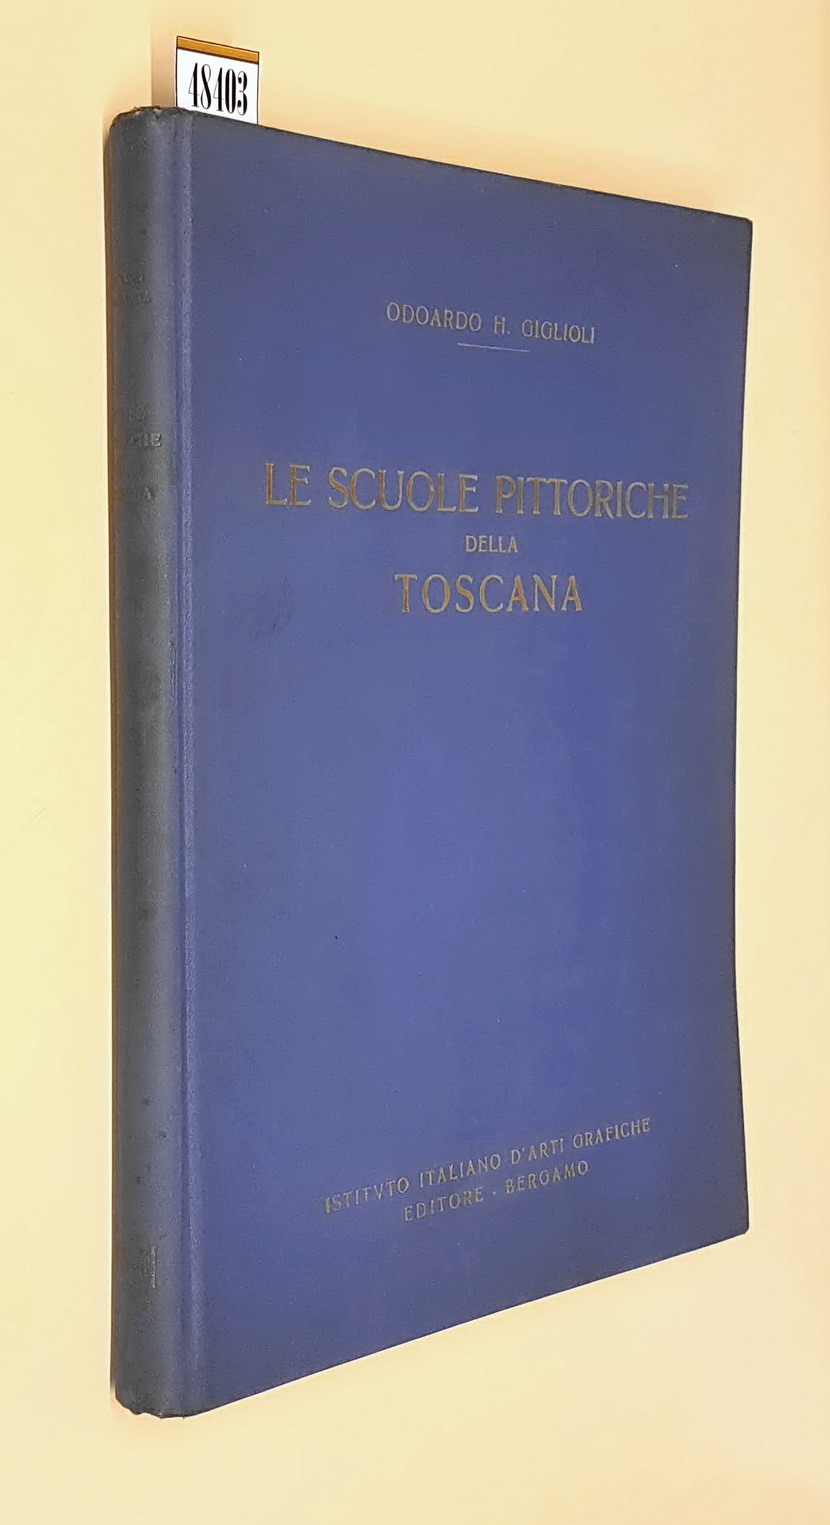 48403
ODOARDO H. GIGLIOLI
LE SCUOLE PITTORICHE
DELLA
TOSCANA
ISTITVTO ITALIANO D'ARTI GRAFICHE
EDITORE - BERGAMO